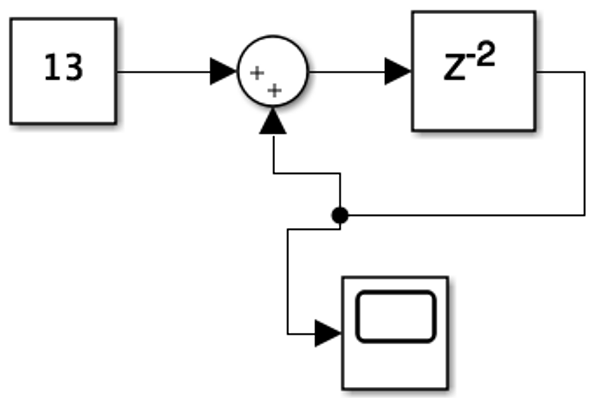 13
+
+
Z⁻²